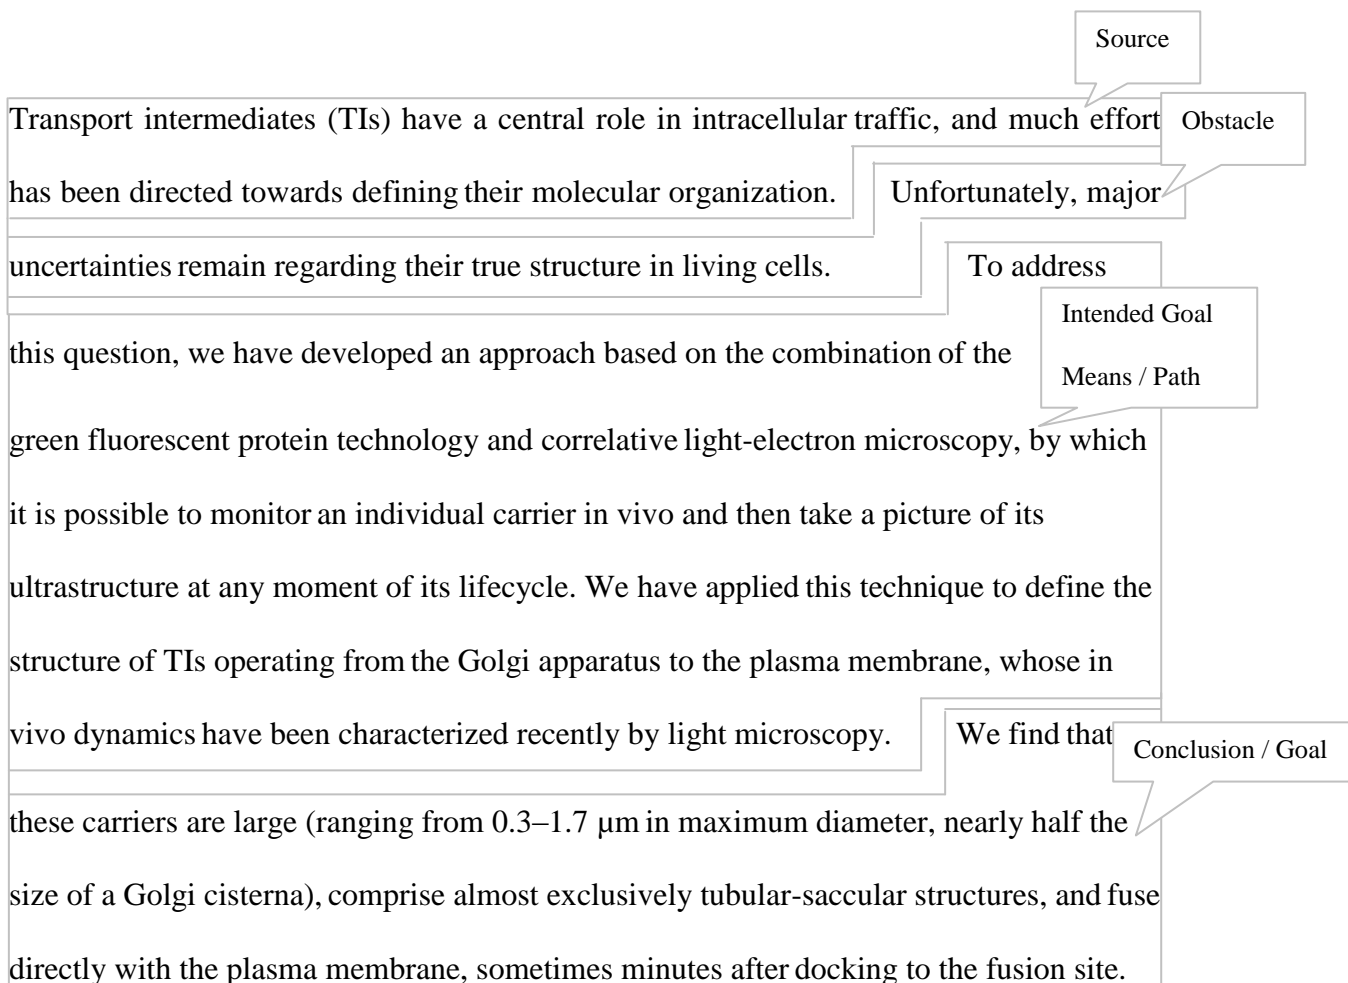 Source
Transport intermediates (TIs) have a central role in intracellular traffic, and much effort
Obstacle
has been directed towards defining their molecular organization. Unfortunately, major
uncertainties remain regarding their true structure in living cells. To address
Intended Goal
Means / Path
this question, we have developed an approach based on the combination of the
green fluorescent protein technology and correlative light-electron microscopy, by which
it is possible to monitor an individual carrier in vivo and then take a picture of its
ultrastructure at any moment of its lifecycle. We have applied this technique to define the
structure of TIs operating from the Golgi apparatus to the plasma membrane, whose in
vivo dynamics have been characterized recently by light microscopy. We find that
Conclusion / Goal
these carriers are large (ranging from 0.3–1.7 μm in maximum diameter, nearly half the
size of a Golgi cisterna), comprise almost exclusively tubular-saccular structures, and fuse
directly with the plasma membrane, sometimes minutes after docking to the fusion site.